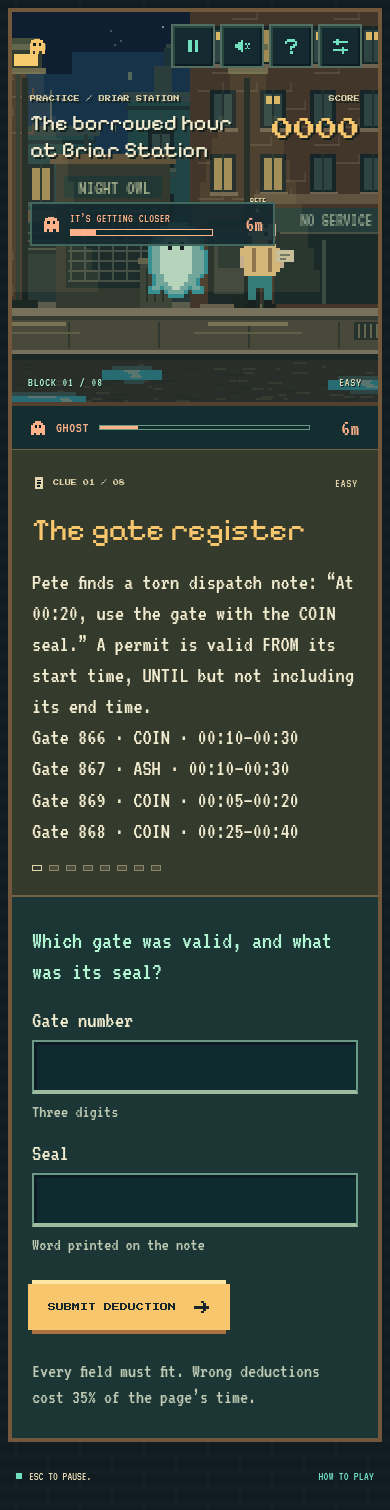 PRACTICE / BRIAR STATION
SCORE
The borrowed hour
at Briar Station
0000
NIGHT OWL
PETE
IT'S GETTING CLOSER
6m
NO SERVICE
BLOCK 01 / 08
EASY
GHOST
6m
CLUE 01 / 08
EASY
The gate register
Pete finds a torn dispatch note: “At
00:20, use the gate with the COIN
seal.” A permit is valid FROM its
start time, UNTIL but not including
its end time.
Gate 866 · COIN · 00:10–00:30
Gate 867 · ASH · 00:10–00:30
Gate 869 · COIN · 00:05–00:20
Gate 868 · COIN · 00:25–00:40
Which gate was valid, and what
was its seal?
Gate number
Three digits
Seal
Word printed on the note
SUBMIT DEDUCTION →
Every field must fit. Wrong deductions
cost 35% of the page’s time.
ESC TO PAUSE.
HOW TO PLAY